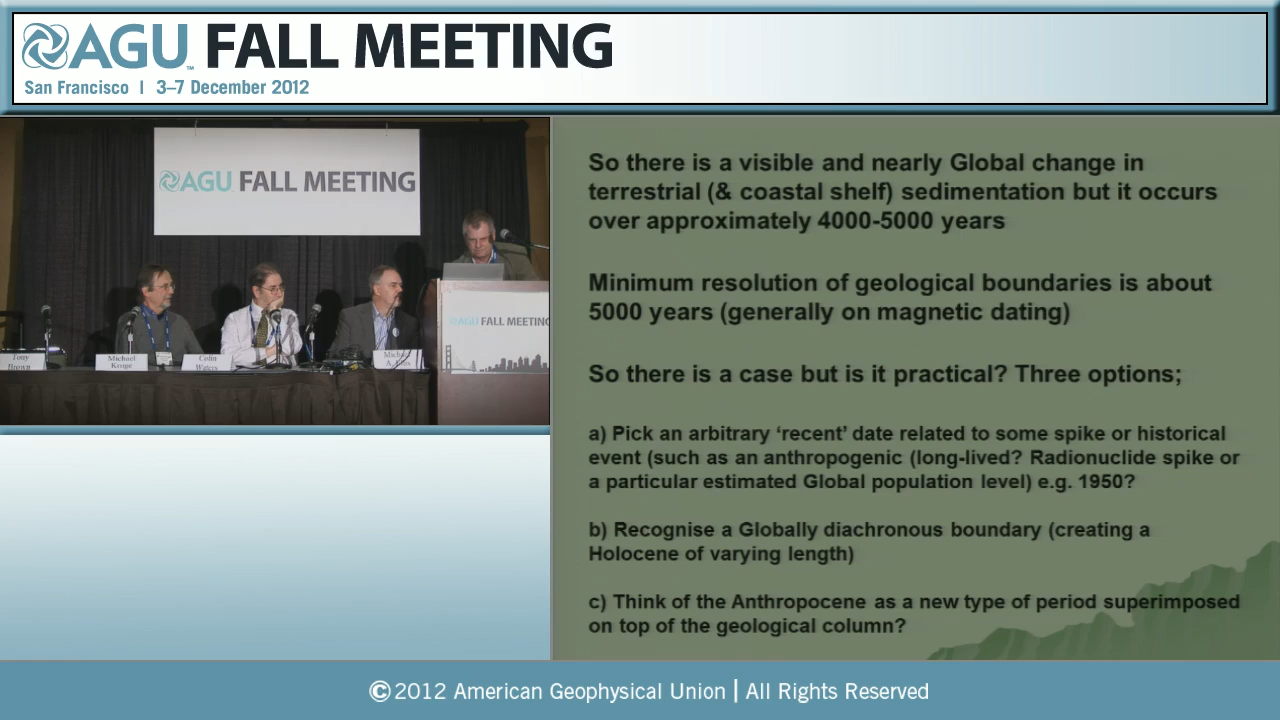 AGU FALL MEETING
San Francisco | 3–7 December 2012
AGU FALL MEETING
AGU FALL MEETING
Tony
Brown
Michael
Kruge
Colin
Waters
Michael
A. Ellis
So there is a visible and nearly Global change in
terrestrial (& coastal shelf) sedimentation but it occurs
over approximately 4000-5000 years
Minimum resolution of geological boundaries is about
5000 years (generally on magnetic dating)
So there is a case but is it practical? Three options;
a) Pick an arbitrary ‘recent’ date related to some spike or historical
event (such as an anthropogenic (long-lived? Radionuclide spike or
a particular estimated Global population level) e.g. 1950?
b) Recognise a Globally diachronous boundary (creating a
Holocene of varying length)
c) Think of the Anthropocene as a new type of period superimposed
on top of the geological column?
©2012 American Geophysical Union | All Rights Reserved